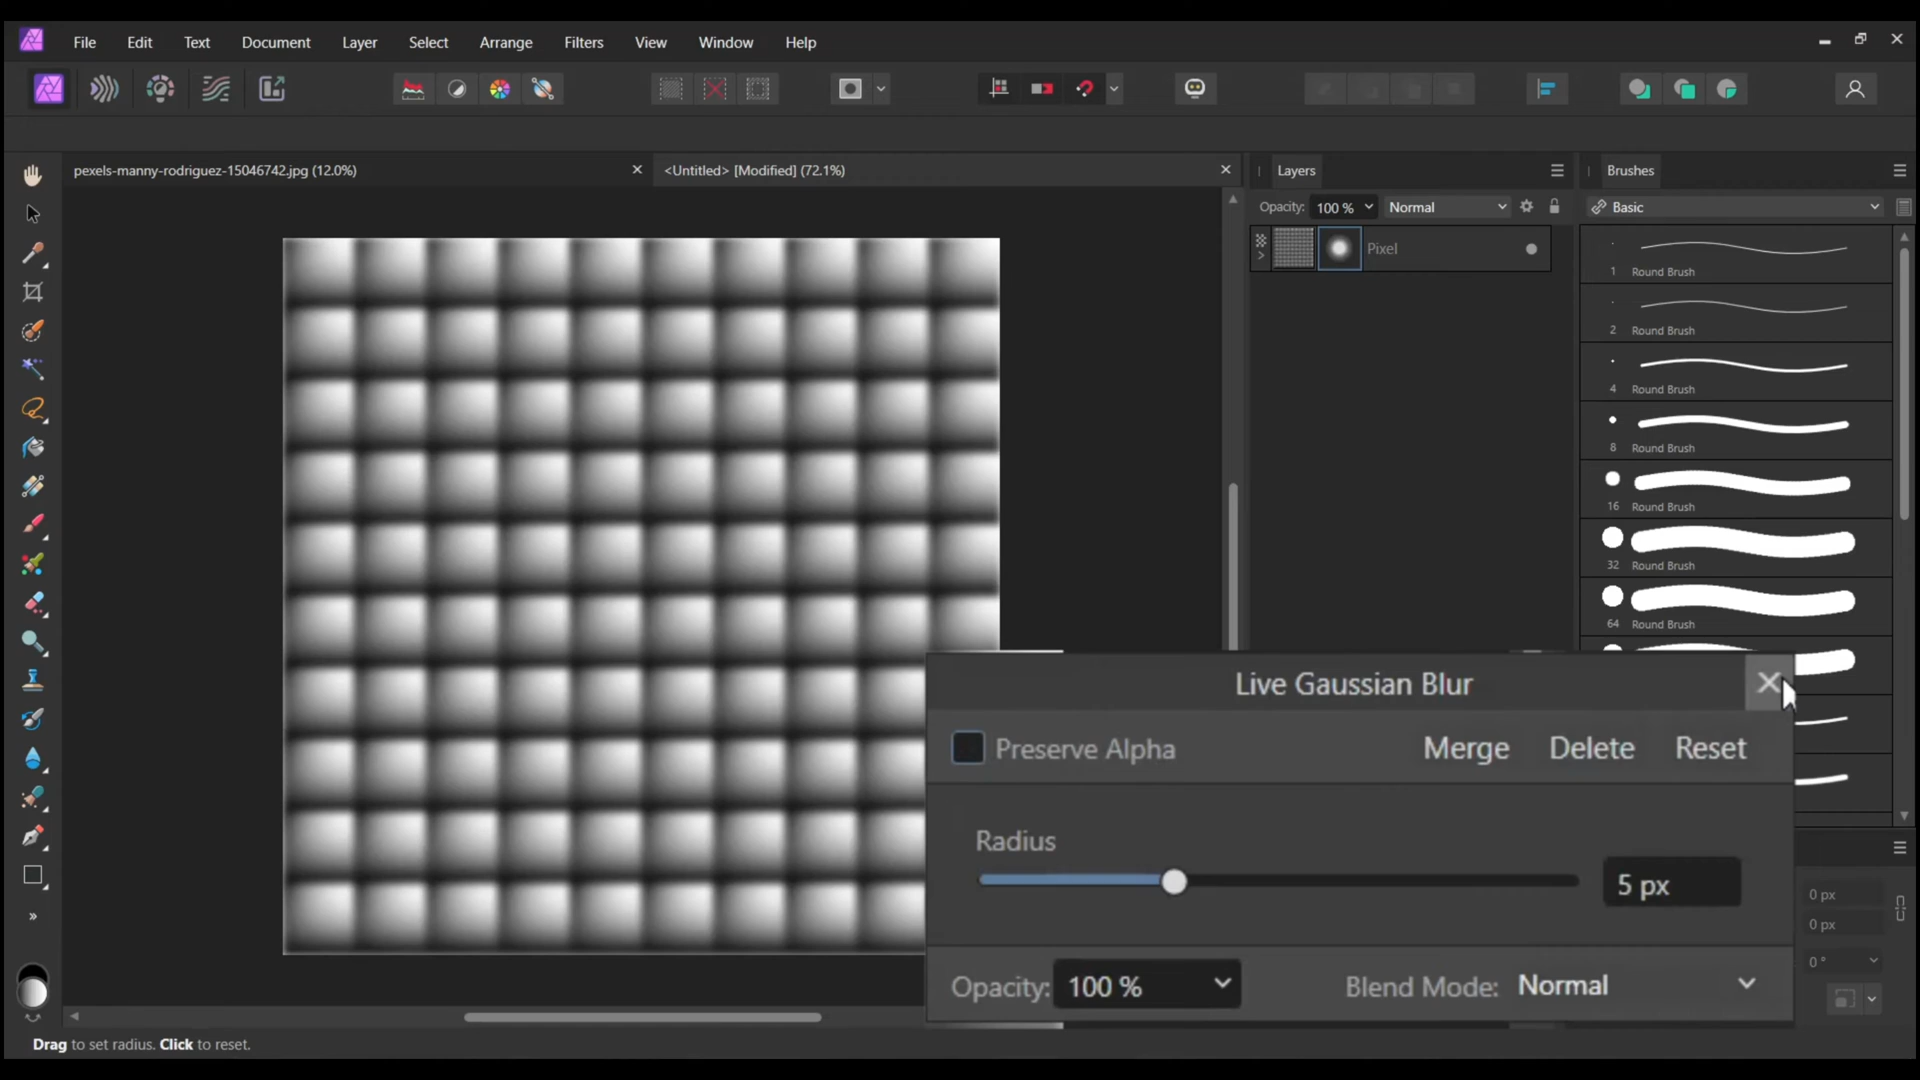 File Edit Text Document Layer Select Arrange Filters View Window Help
pexels-manny-rodriguez-15046742.jpg (12.0%)
<Untitled> [Modified] (72.1%)
Layers
Opacity: 100 % Normal
Pixel
Brushes
Basic
1 Round Brush
2 Round Brush
4 Round Brush
8 Round Brush
16 Round Brush
32 Round Brush
64 Round Brush
Live Gaussian Blur
Preserve Alpha Merge Delete Reset
Radius
5 px
Opacity: 100 % Blend Mode: Normal
0 px
0 px
0 °
Drag to set radius. Click to reset.